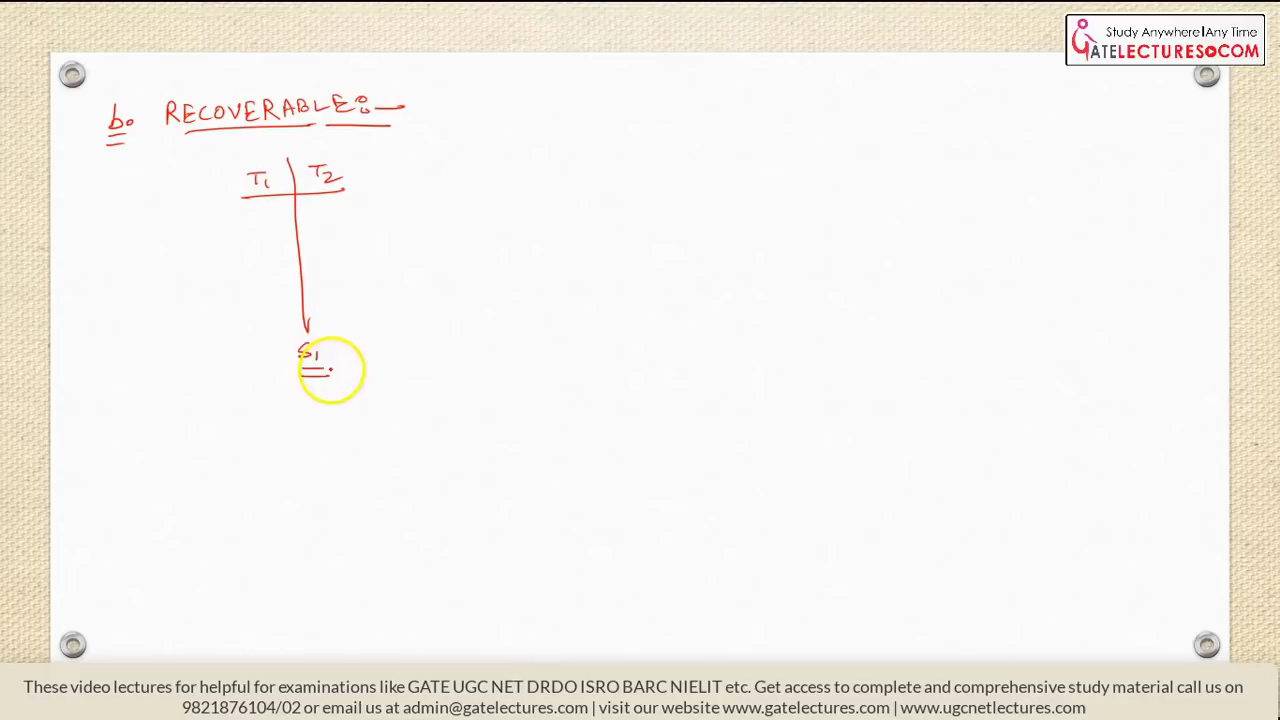 Study Anywhere|Any Time
GATELECTURES.COM
b. RECOVERABLE:—
T1 T2
S1
These video lectures for helpful for examinations like GATE UGC NET DRDO ISRO BARC NIELIT etc. Get access to complete and comprehensive study material call us on
9821876104/02 or email us at admin@gatelectures.com | visit our website www.gatelectures.com | www.ugcnetlectures.com